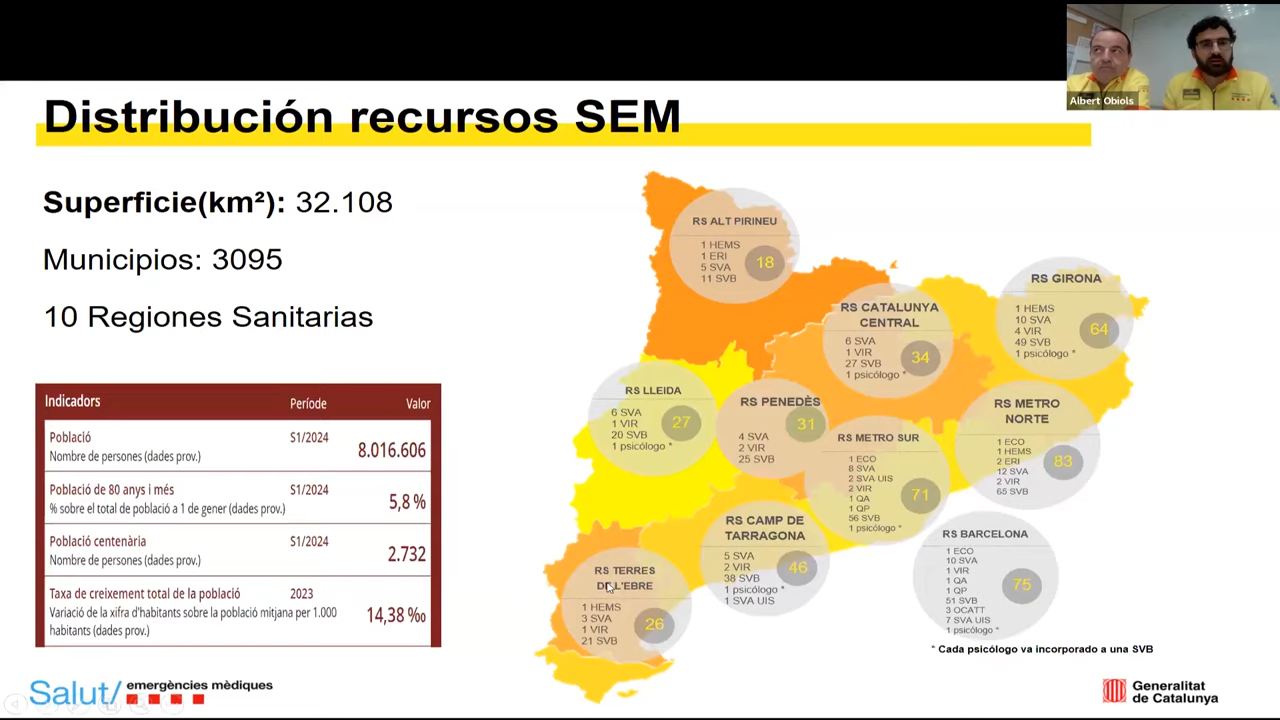 Albert Obiols
Distribución recursos SEM
Superficie(km²): 32.108
Municipios: 3095
10 Regiones Sanitarias
Indicadors Període Valor
Població S1/2024 8.016.606
Nombre de persones (dades prov.)
Població de 80 anys i més S1/2024 5,8 %
% sobre el total de població a 1 de gener (dades prov.)
Població centenària S1/2024 2.732
Nombre de persones (dades prov.)
Taxa de creixement total de la població 2023 14,38 ‰
Variació de la xifra d'habitants sobre la població mitjana per 1.000
habitants (dades prov.)
RS ALT PIRINEU
1 HEMS
1 ERI
5 SVA
11 SVB
18
RS GIRONA
1 HEMS
10 SVA
4 VIR
49 SVB
1 psicólogo *
64
RS CATALUNYA
CENTRAL
6 SVA
1 VIR
27 SVB
1 psicólogo *
34
RS LLEIDA
6 SVA
1 VIR
20 SVB
1 psicólogo *
27
RS PENEDÈS
4 SVA
2 VIR
25 SVB
31
RS METRO
NORTE
1 ECO
1 HEMS
2 ERI
12 SVA
2 VIR
65 SVB
83
RS METRO SUR
1 ECO
8 SVA
2 SVA UIS
2 VIR
1 QA
1 QP
56 SVB
1 psicólogo *
71
RS CAMP DE
TARRAGONA
5 SVA
2 VIR
38 SVB
1 psicólogo *
1 SVA UIS
46
RS BARCELONA
1 ECO
10 SVA
1 VIR
1 QA
1 QP
51 SVB
3 OCATT
7 SVA UIS
1 psicólogo *
75
RS TERRES
DE L'EBRE
1 HEMS
3 SVA
1 VIR
21 SVB
26
* Cada psicólogo va incorporado a una SVB
Salut/ emergències mèdiques
Generalitat
de Catalunya